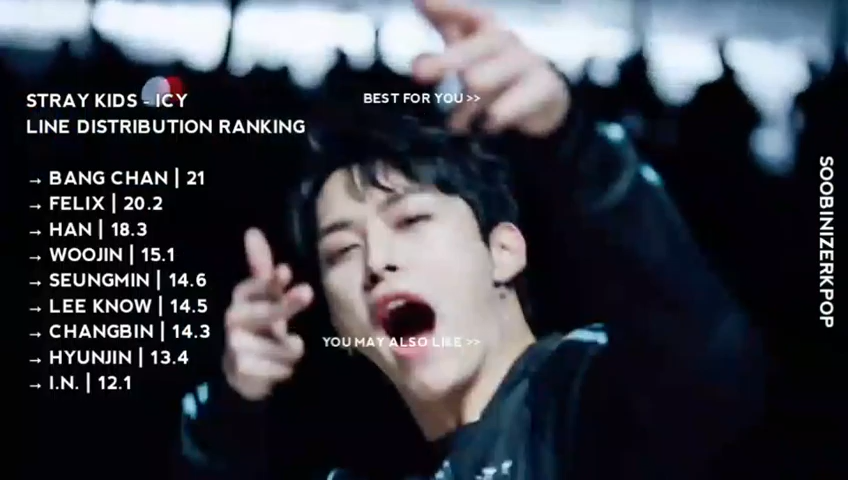 STRAY KIDS - ICY
LINE DISTRIBUTION RANKING
→ BANG CHAN | 21
→ FELIX | 20.2
→ HAN | 18.3
→ WOOJIN | 15.1
→ SEUNGMIN | 14.6
→ LEE KNOW | 14.5
→ CHANGBIN | 14.3
→ HYUNJIN | 13.4
→ I.N. | 12.1
BEST FOR YOU >>
YOU MAY ALSO LIKE >>
SOOBINIZERKPOP